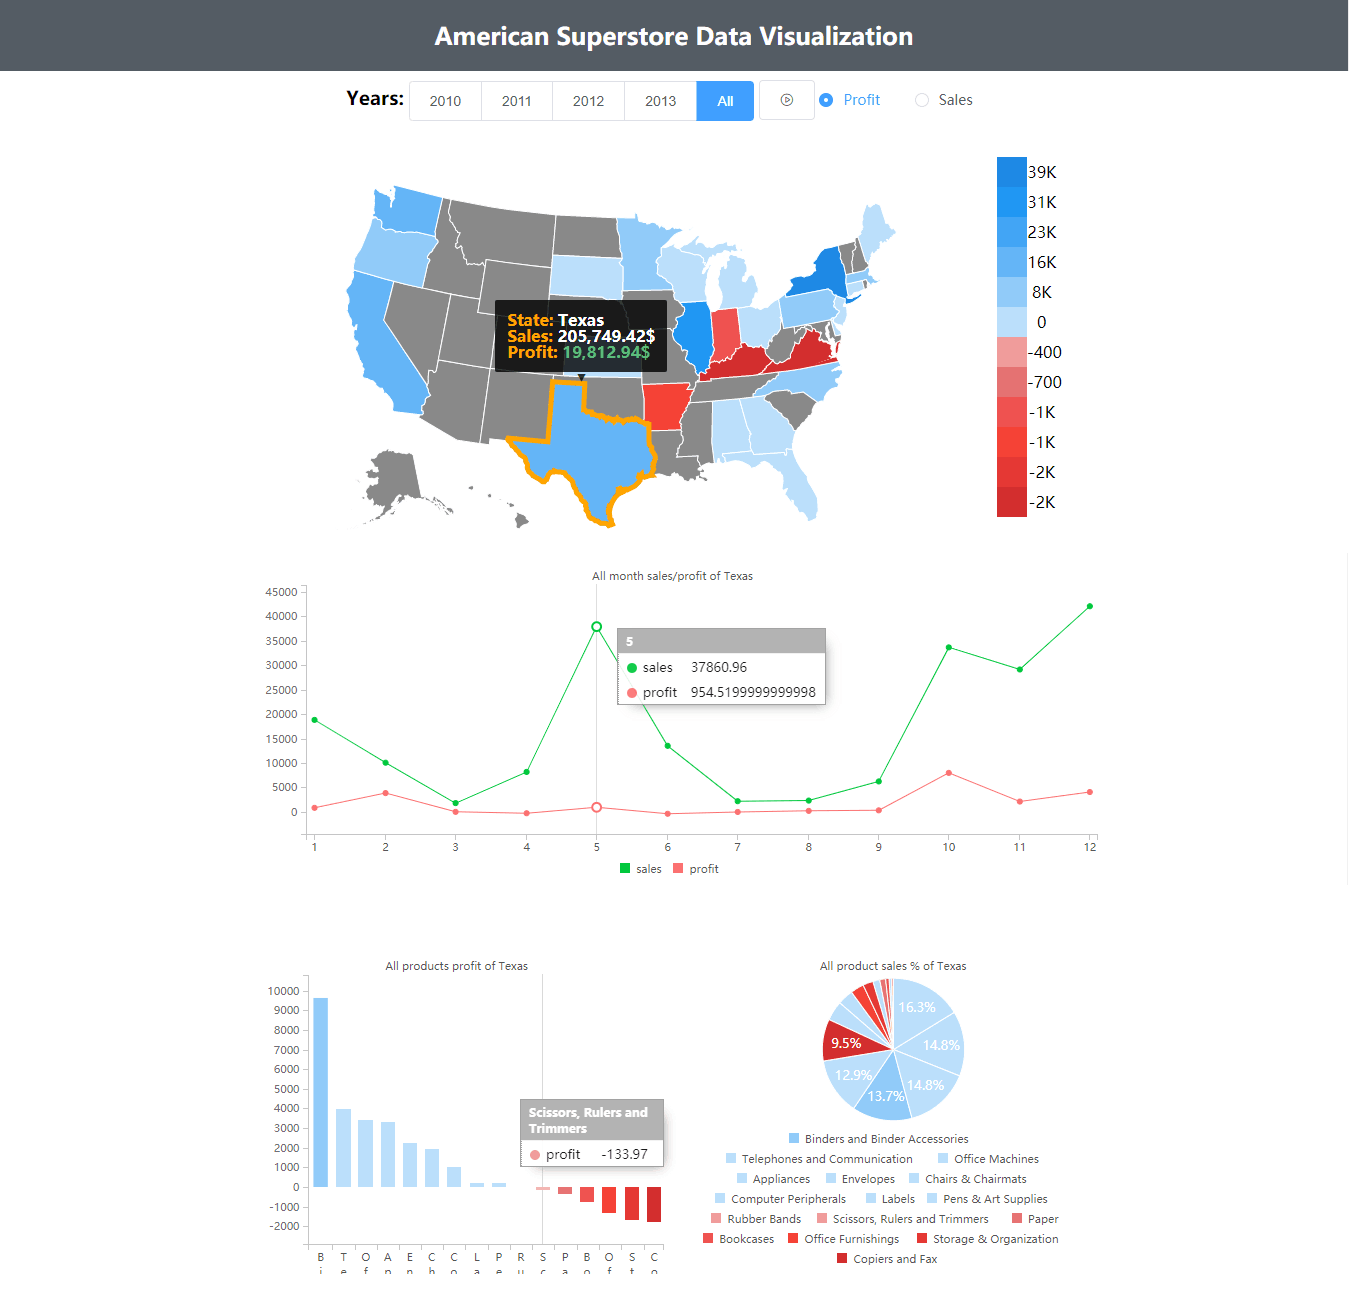 American Superstore Data Visualization
Years: 2010 2011 2012 2013 All Profit Sales
39K
31K
23K
16K
8K
0
-400
-700
-1K
-1K
-2K
-2K
State: Texas
Sales: 205,749.42$
Profit: 19,812.94$
All month sales/profit of Texas
45000
40000
35000
30000
25000
20000
15000
10000
5000
0
5
sales 37860.96
profit 954.5199999999998
1 2 3 4 5 6 7 8 9 10 11 12
sales profit
All products profit of Texas
10000
9000
8000
7000
6000
5000
4000
3000
2000
1000
0
-1000
-2000
Scissors, Rulers and
Trimmers
profit -133.97
B T O A E C C L P R S P B O S C
i e f p n h o a e u c a o f t o
All product sales % of Texas
16.3%
14.8%
14.8%
13.7%
12.9%
9.5%
Binders and Binder Accessories
Telephones and Communication Office Machines
Appliances Envelopes Chairs & Chairmats
Computer Peripherals Labels Pens & Art Supplies
Rubber Bands Scissors, Rulers and Trimmers Paper
Bookcases Office Furnishings Storage & Organization
Copiers and Fax